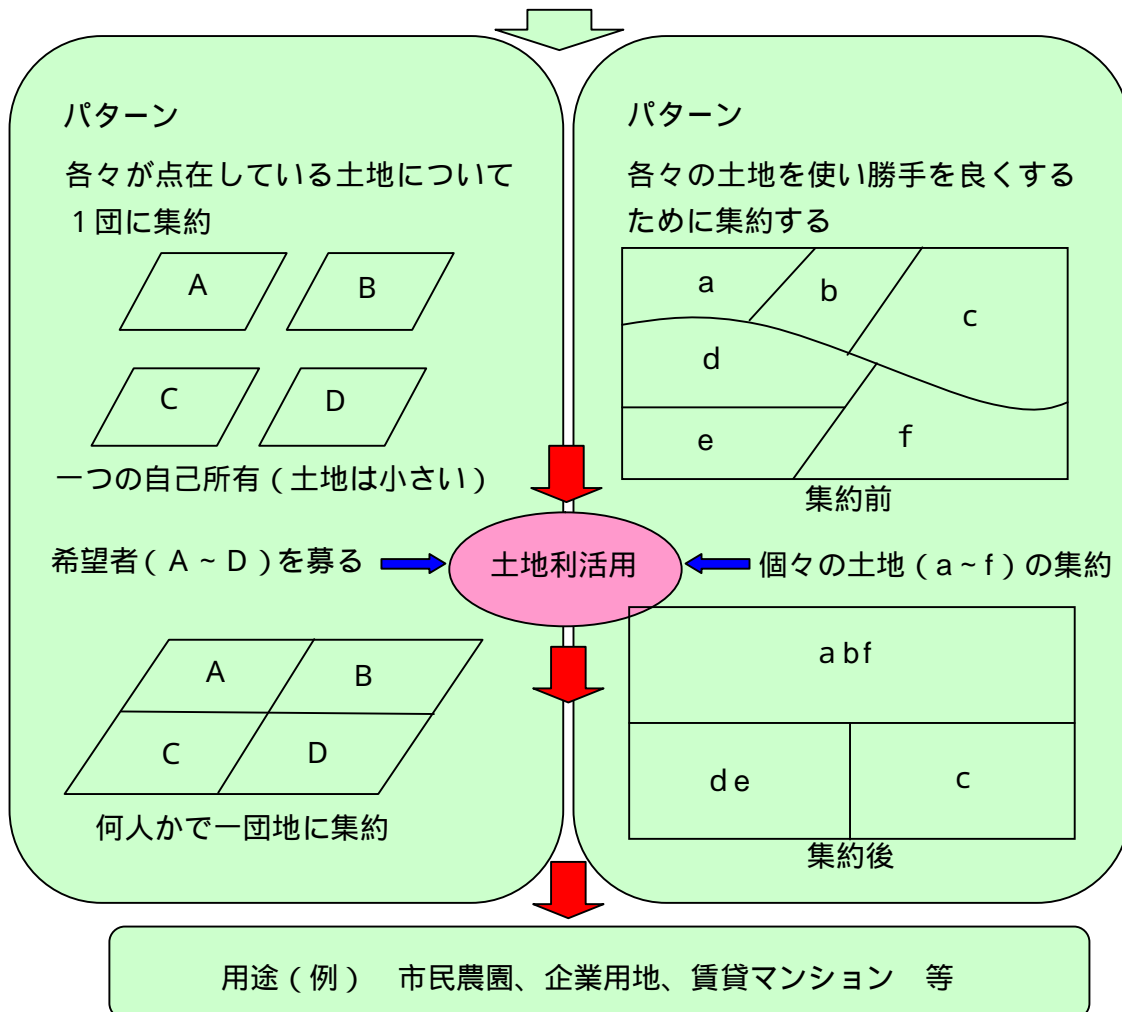 パターン
各々が点在している土地について
１団に集約
A
B
C
D
一つの自己所有（土地は小さい）
希望者（A～D）を募る
A
B
C
D
何人かで一団地に集約
パターン
各々の土地を使い勝手を良くする
ために集約する
a
b
c
d
e
f
集約前
土地利活用
個々の土地（a～f）の集約
abf
de
c
集約後
用途（例）　市民農園、企業用地、賃貸マンション　等